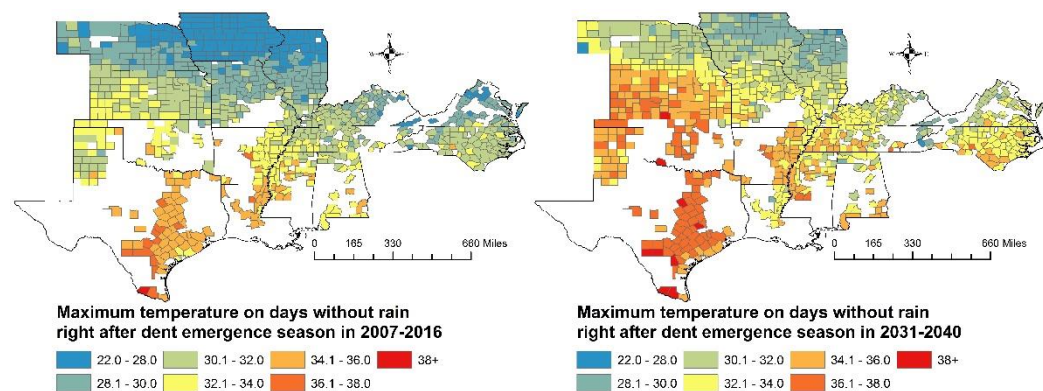 N
W E
S
0 165 330 660 Miles
Maximum temperature on days without rain
right after dent emergence season in 2007-2016
22.0 - 28.0 30.1 - 32.0 34.1 - 36.0 38+
28.1 - 30.0 32.1 - 34.0 36.1 - 38.0
N
W E
S
0 165 330 660 Miles
Maximum temperature on days without rain
right after dent emergence season in 2031-2040
22.0 - 28.0 30.1 - 32.0 34.1 - 36.0 38+
28.1 - 30.0 32.1 - 34.0 36.1 - 38.0